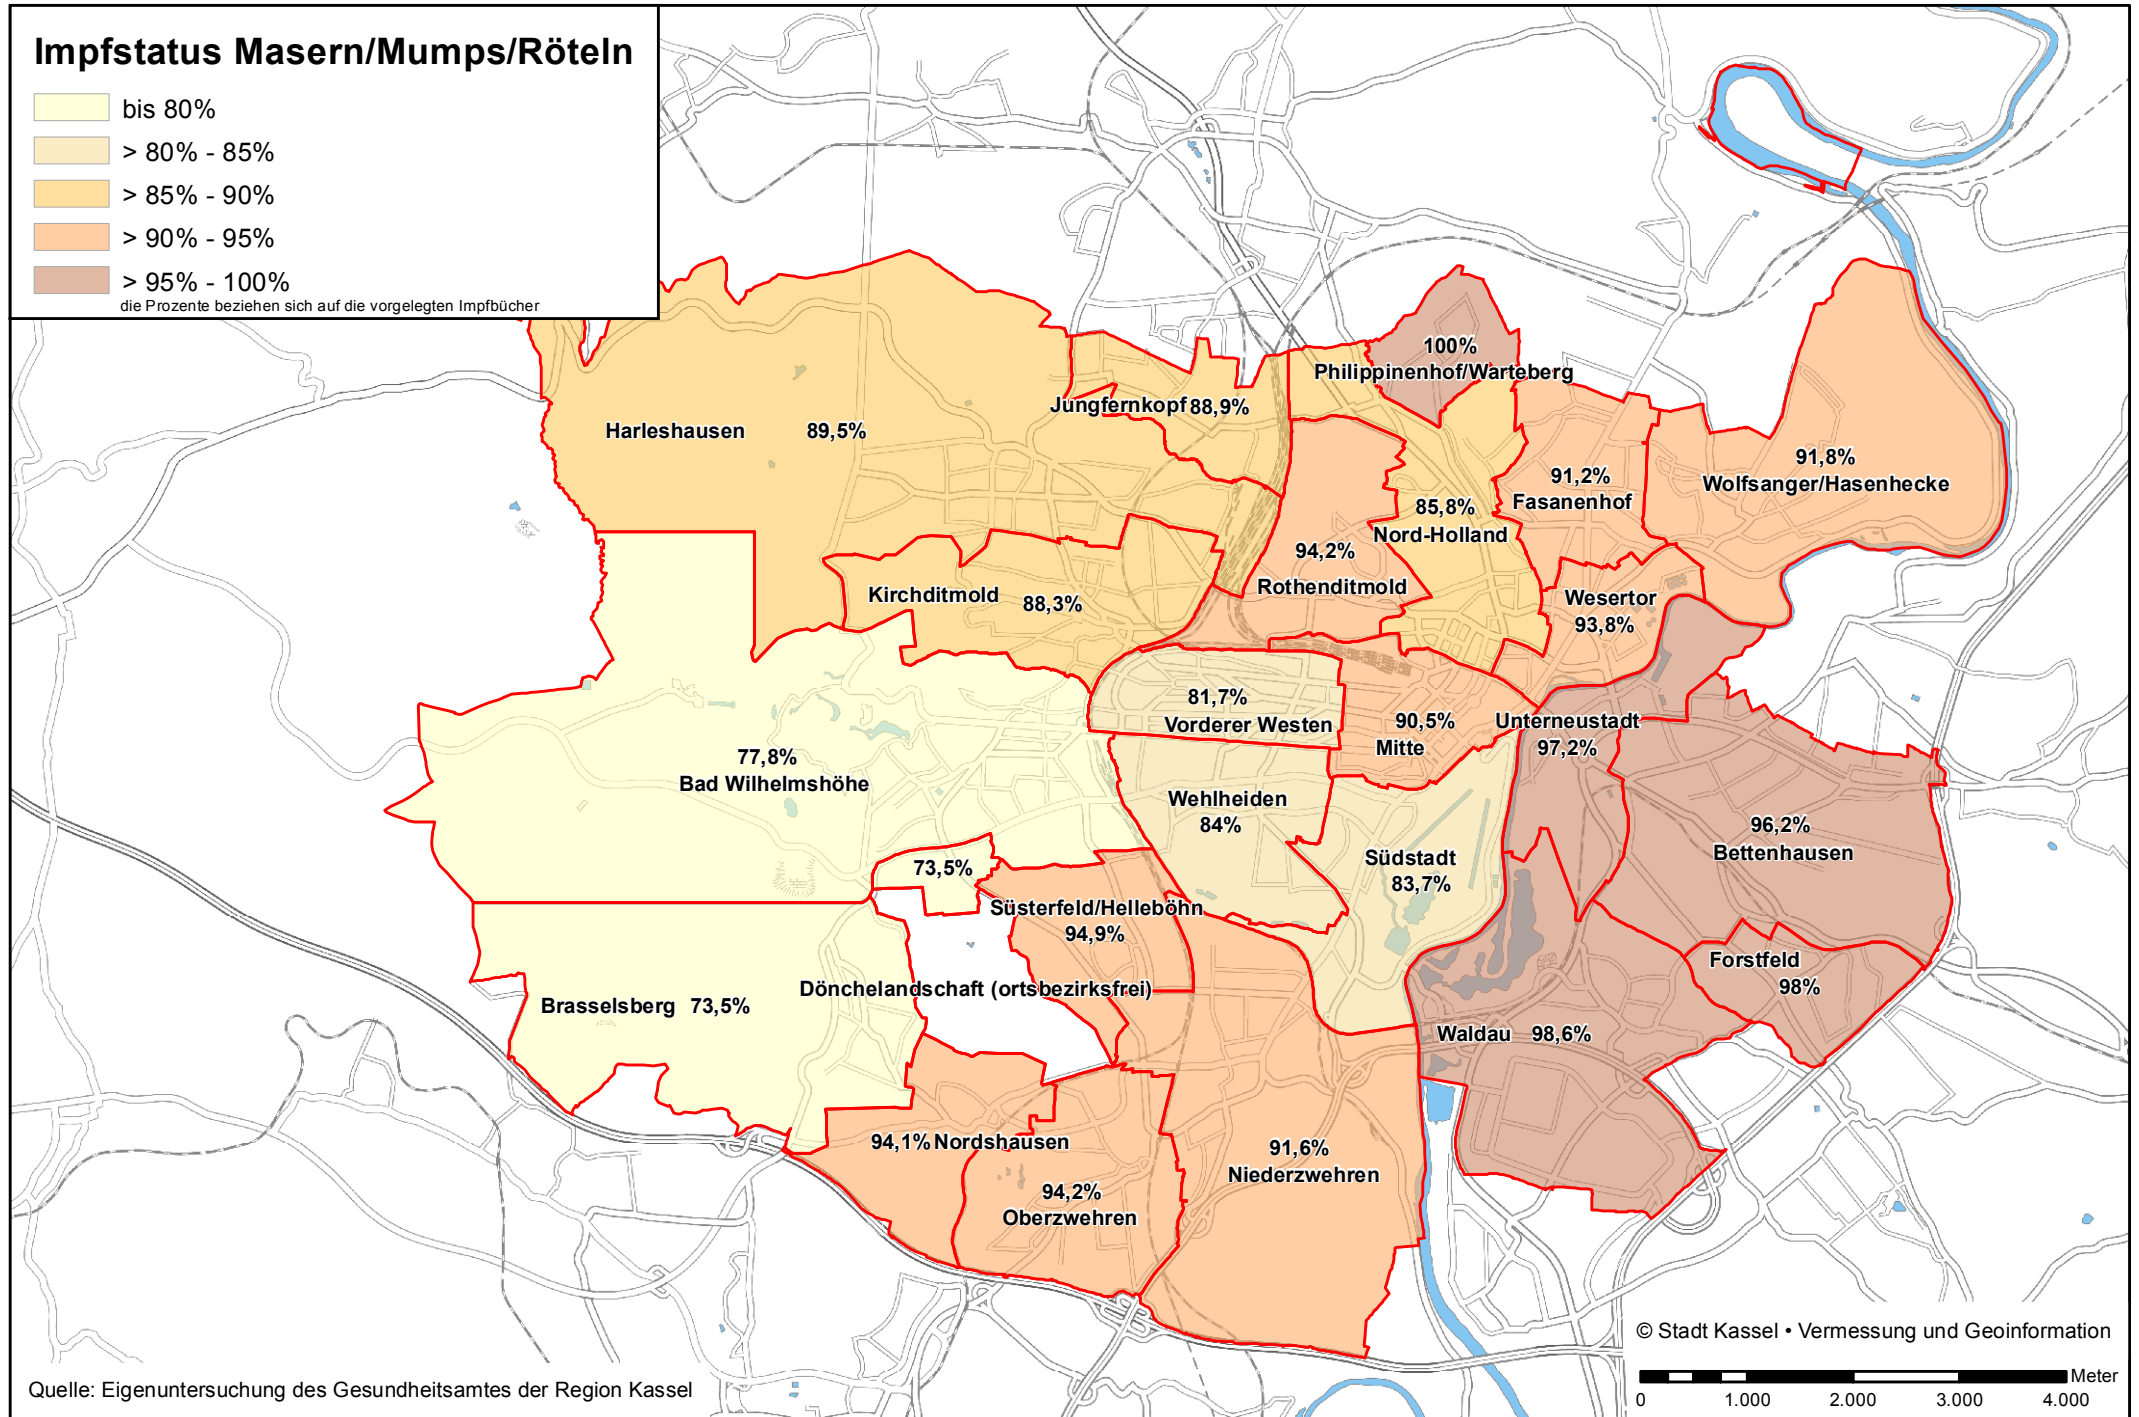 Impfstatus Masern/Mumps/Röteln
bis 80%
> 80% - 85%
> 85% - 90%
> 90% - 95%
> 95% - 100%
die Prozente beziehen sich auf die vorgelegten Impfbücher
100%
Philippinenhof/Warteberg
Jungfernkopf 88,9%
Harleshausen 89,5%
91,8%
Wolfsanger/Hasenhecke
91,2%
Fasanenhof
85,8%
Nord-Holland
94,2%
Rothenditmold
Kirchditmold 88,3%
Wesertor
93,8%
81,7%
Vorderer Westen
90,5%
Mitte
Unterneustadt
97,2%
77,8%
Bad Wilhelmshöhe
Wehlheiden
84%
96,2%
Bettenhausen
Südstadt
83,7%
73,5%
Süsterfeld/Helleböhn
94,9%
Forstfeld
98%
Dönchelandschaft (ortsbezirksfrei)
Brasselsberg 73,5%
Waldau 98,6%
94,1% Nordshausen
91,6%
Niederzwehren
94,2%
Oberzwehren
© Stadt Kassel • Vermessung und Geoinformation
Meter
0 1.000 2.000 3.000 4.000
Quelle: Eigenuntersuchung des Gesundheitsamtes der Region Kassel